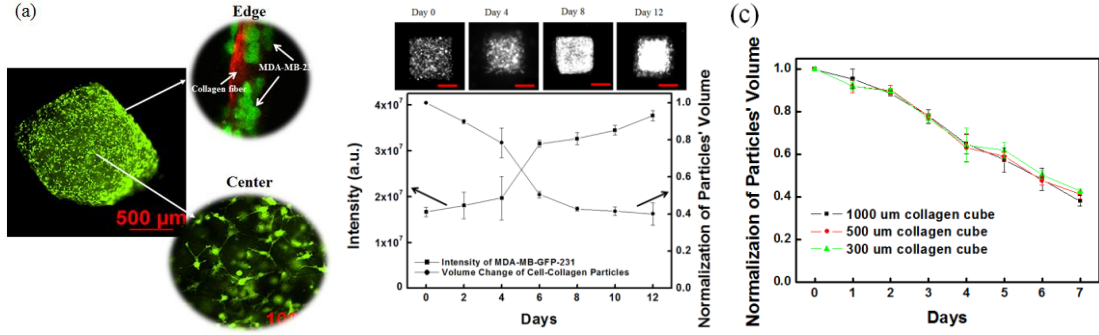 (a)
Edge
MDA-MB-23
Collagen fiber
500 µm
Center
Day 0
Day 4
Day 8
Day 12
Intensity (a.u.)
4x10⁷
3x10⁷
2x10⁷
1x10⁷
0
1.0
0.8
0.6
0.4
0.2
0.0
Normalization of Particles' Volume
Intensity of MDA-MB-GFP-231
Volume Change of Cell-Collagen Particles
0 2 4 6 8 10 12
Days
(c)
Normalization of Particles' Volume
1.0
0.8
0.6
0.4
0.2
0.0
1000 um collagen cube
500 um collagen cube
300 um collagen cube
0 1 2 3 4 5 6 7
Days